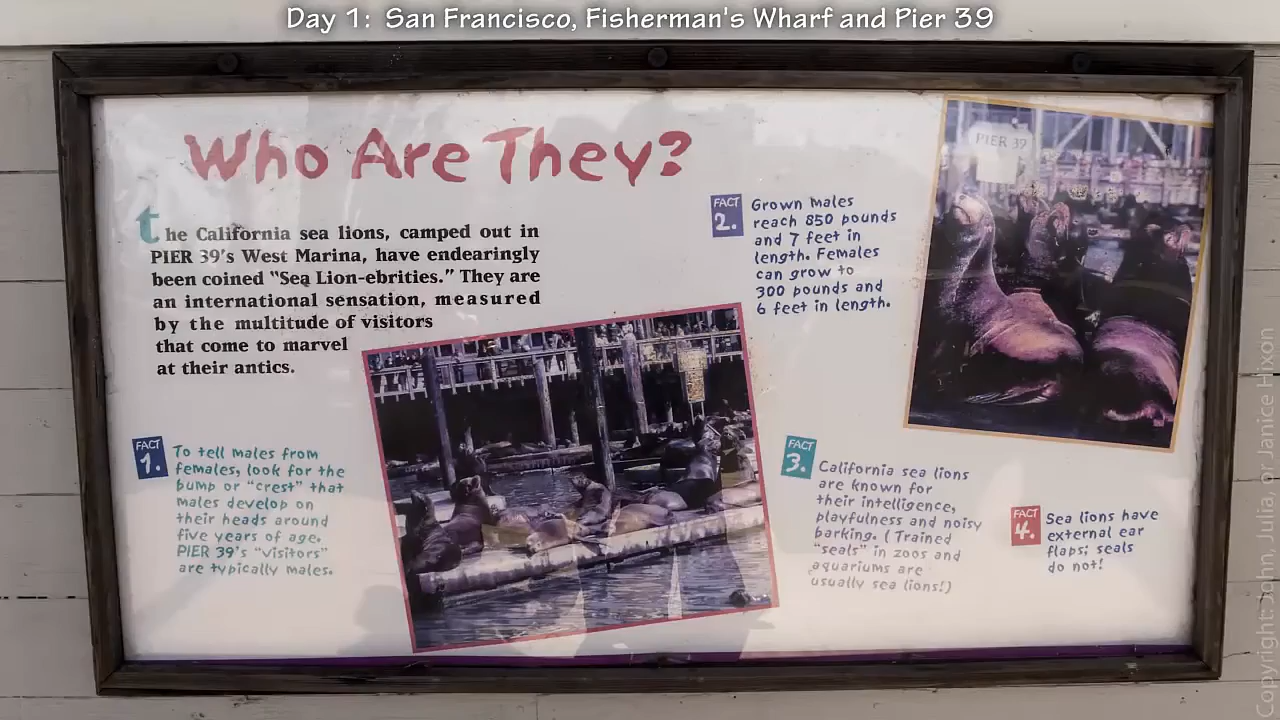 Day 1: San Francisco, Fisherman's Wharf and Pier 39
Who Are They?
the California sea lions, camped out in
PIER 39's West Marina, have endearingly
been coined "Sea Lion-ebrities." They are
an international sensation, measured
by the multitude of visitors
that come to marvel
at their antics.
FACT
1.
To tell males from
females, look for the
bump or "crest" that
males develop on
their heads around
five years of age.
PIER 39's "visitors"
are typically males.
FACT
2.
Grown males
reach 850 pounds
and 7 feet in
length. Females
can grow to
300 pounds and
6 feet in length.
PIER 39
FACT
3.
California sea lions
are known for
their intelligence,
playfulness and noisy
barking. (Trained
"seals" in zoos and
aquariums are
usually sea lions!)
FACT
4.
Sea lions have
external ear
flaps; seals
do not!
Copyright John, Julia, or Janice Hixon